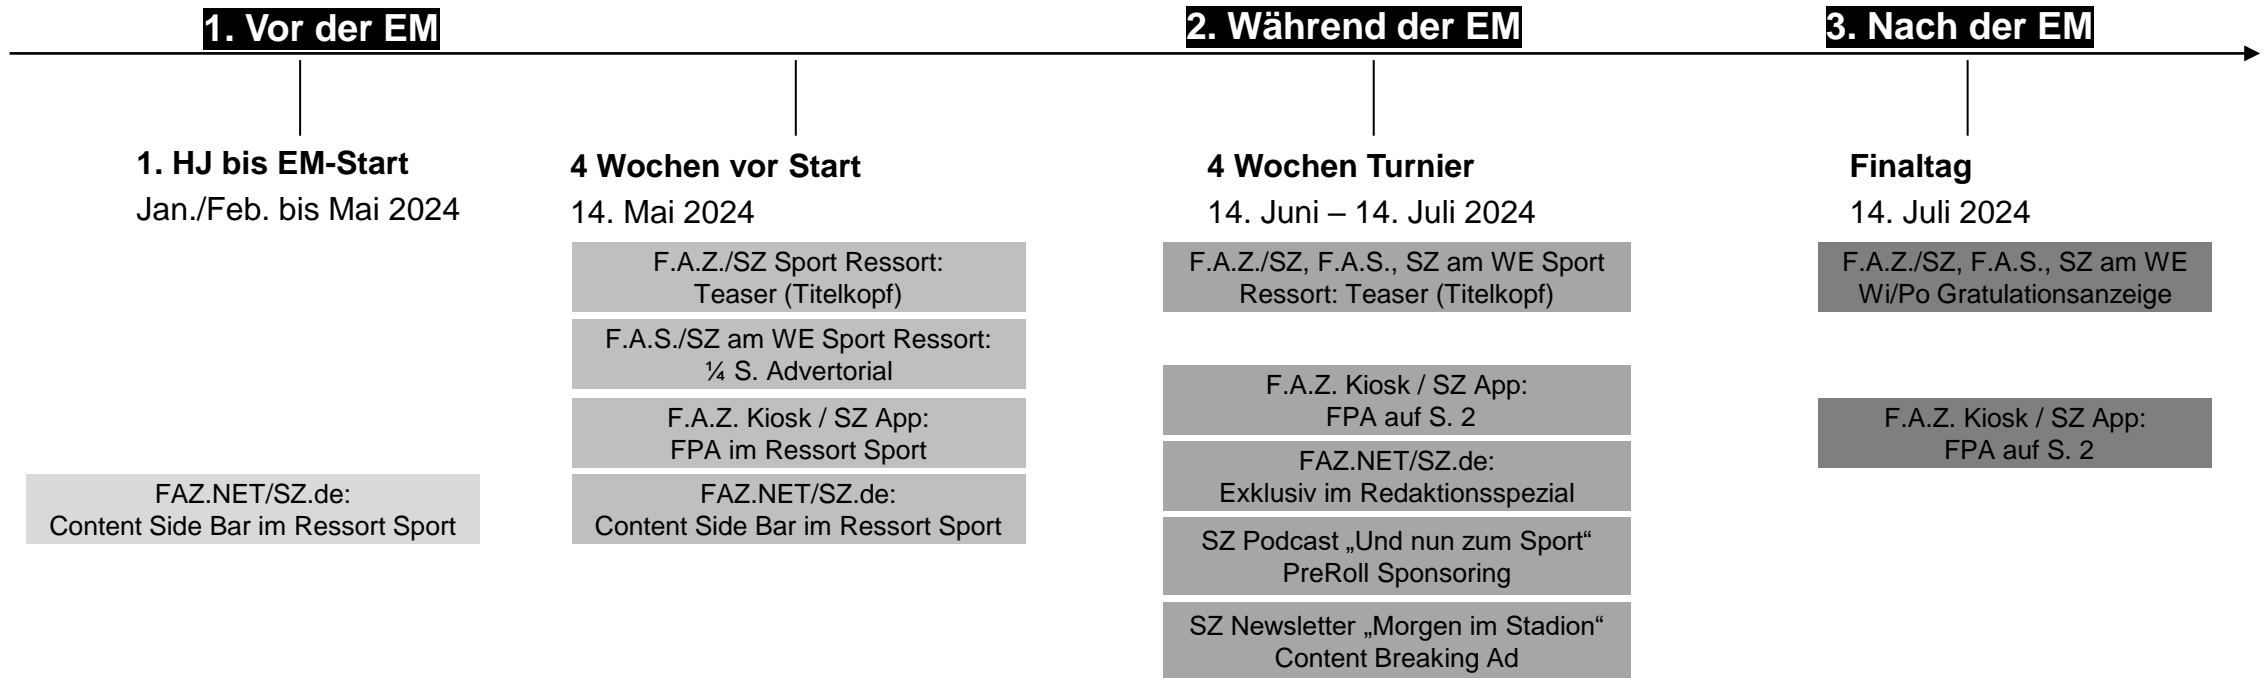 1. Vor der EM
2. Während der EM
3. Nach der EM
1. HJ bis EM-Start
Jan./Feb. bis Mai 2024
FAZ.NET/SZ.de:
Content Side Bar im Ressort Sport
4 Wochen vor Start
14. Mai 2024
F.A.Z./SZ Sport Ressort:
Teaser (Titelkopf)
F.A.S./SZ am WE Sport Ressort:
¼ S. Advertorial
F.A.Z. Kiosk / SZ App:
FPA im Ressort Sport
FAZ.NET/SZ.de:
Content Side Bar im Ressort Sport
4 Wochen Turnier
14. Juni – 14. Juli 2024
F.A.Z./SZ, F.A.S., SZ am WE Sport
Ressort: Teaser (Titelkopf)
F.A.Z. Kiosk / SZ App:
FPA auf S. 2
FAZ.NET/SZ.de:
Exklusiv im Redaktionsspezial
SZ Podcast „Und nun zum Sport“
PreRoll Sponsoring
SZ Newsletter „Morgen im Stadion“
Content Breaking Ad
Finaltag
14. Juli 2024
F.A.Z./SZ, F.A.S., SZ am WE
Wi/Po Gratulationsanzeige
F.A.Z. Kiosk / SZ App:
FPA auf S. 2